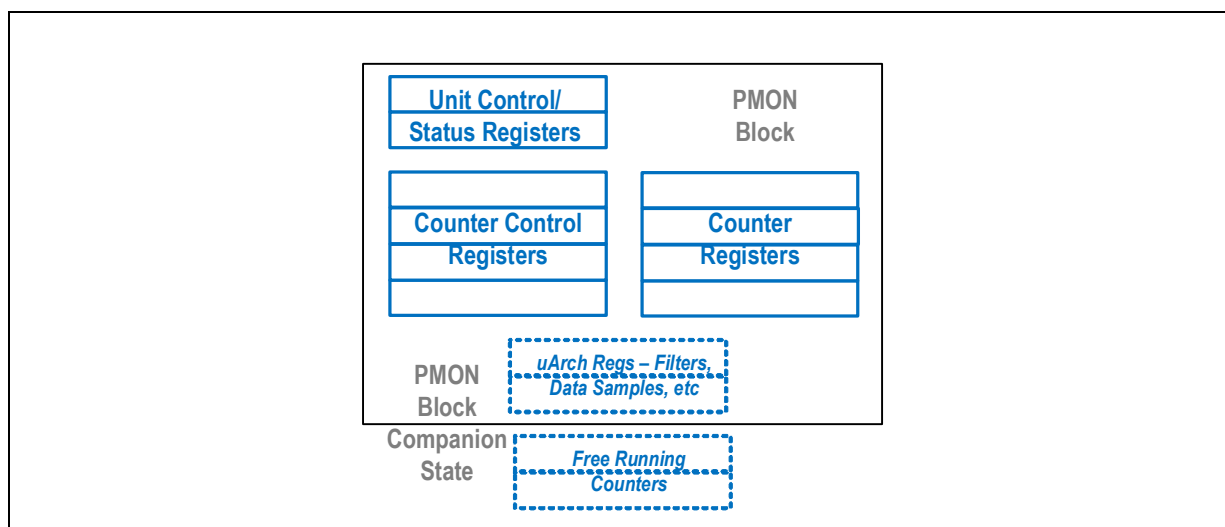 Unit Control/
Status Registers
PMON
Block
Counter Control
Registers
Counter
Registers
uArch Regs – Filters,
Data Samples, etc
PMON
Block
Companion
State
Free Running
Counters